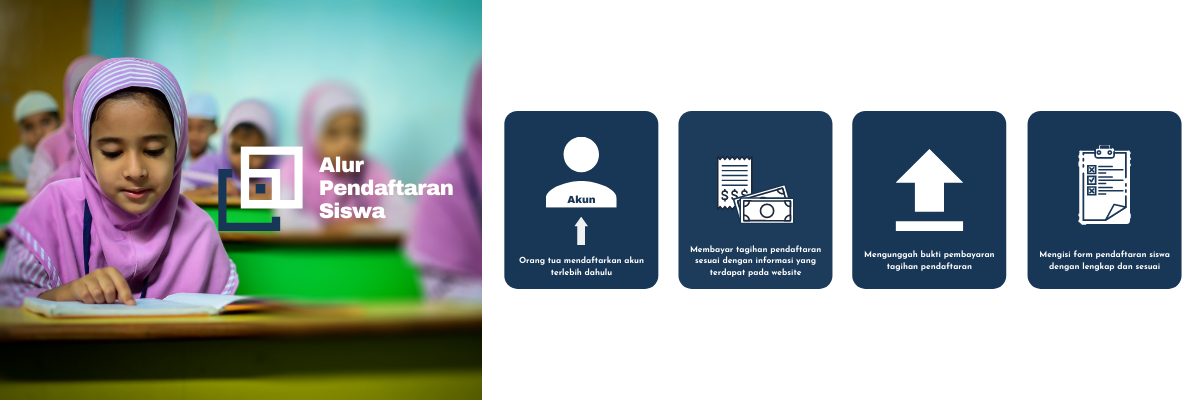 Alur
Pendaftaran
Siswa
Akun
Orang tua mendaftarkan akun
terlebih dahulu
$$$
Membayar tagihan pendaftaran
sesuai dengan informasi yang
terdapat pada website
Mengunggah bukti pembayaran
tagihan pendaftaran
Mengisi form pendaftaran siswa
dengan lengkap dan sesuai